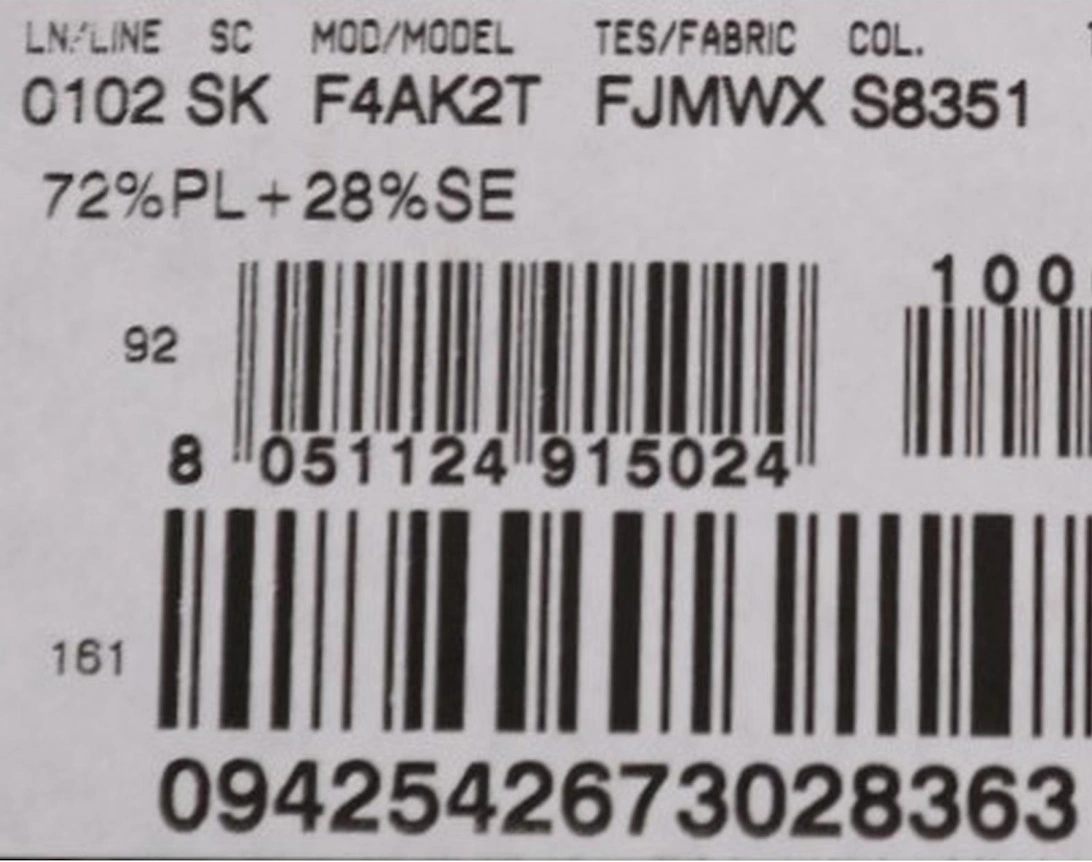 LN./LINE SC MOD/MODEL TES/FABRIC COL.
0102 SK F4AK2T FJMWX S8351
72%PL+28%SE
100
92
8 051124 915024
161
0942542673028363